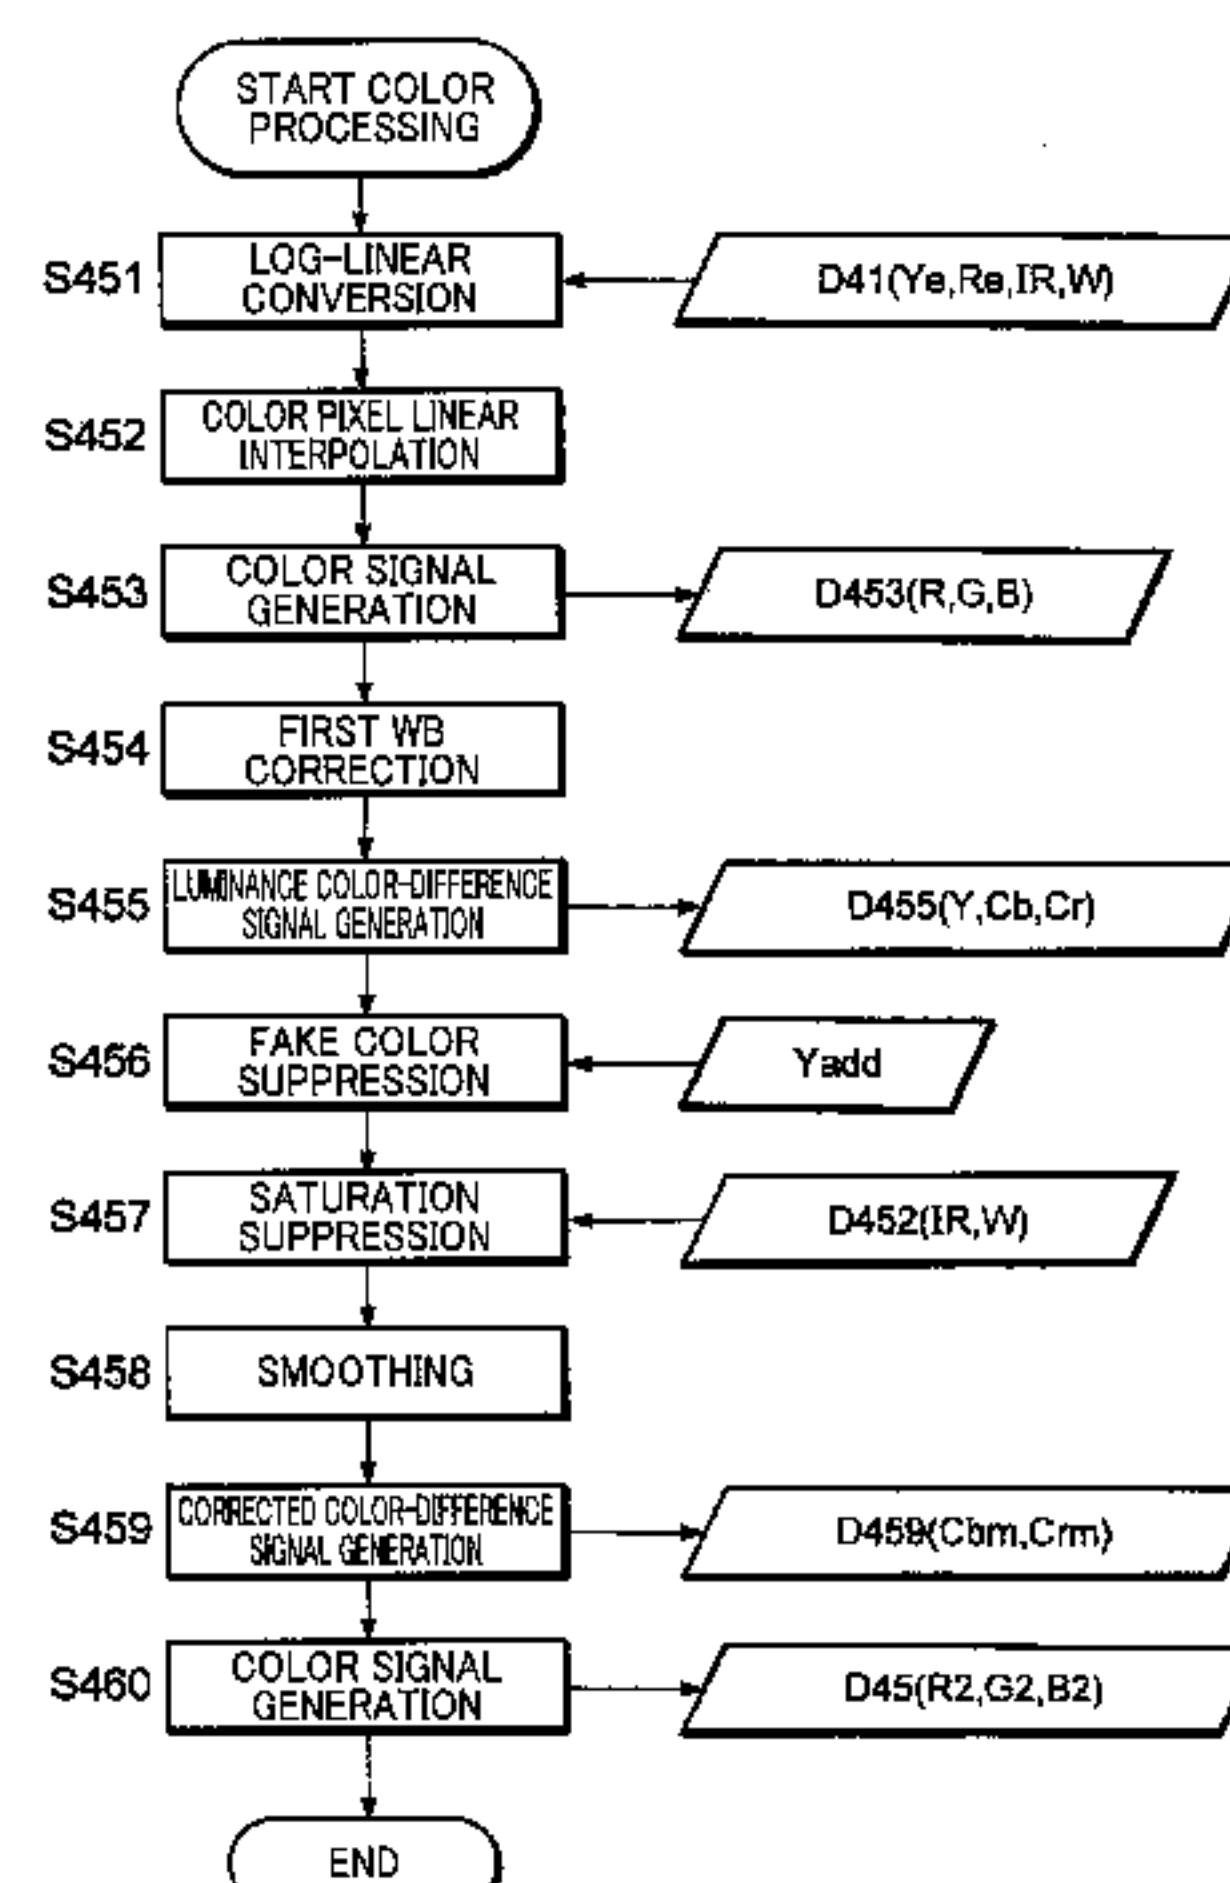 START COLOR
PROCESSING
S451
LOG-LINEAR
CONVERSION
D41(Ye,Re,IR,W)
S452
COLOR PIXEL LINEAR
INTERPOLATION
S453
COLOR SIGNAL
GENERATION
D453(R,G,B)
S454
FIRST WB
CORRECTION
S455
LUMINANCE COLOR-DIFFERENCE
SIGNAL GENERATION
D455(Y,Cb,Cr)
S456
FAKE COLOR
SUPPRESSION
Yadd
S457
SATURATION
SUPPRESSION
D452(IR,W)
S458
SMOOTHING
S459
CORRECTED COLOR-DIFFERENCE
SIGNAL GENERATION
D459(Cbm,Crm)
S460
COLOR SIGNAL
GENERATION
D45(R2,G2,B2)
END